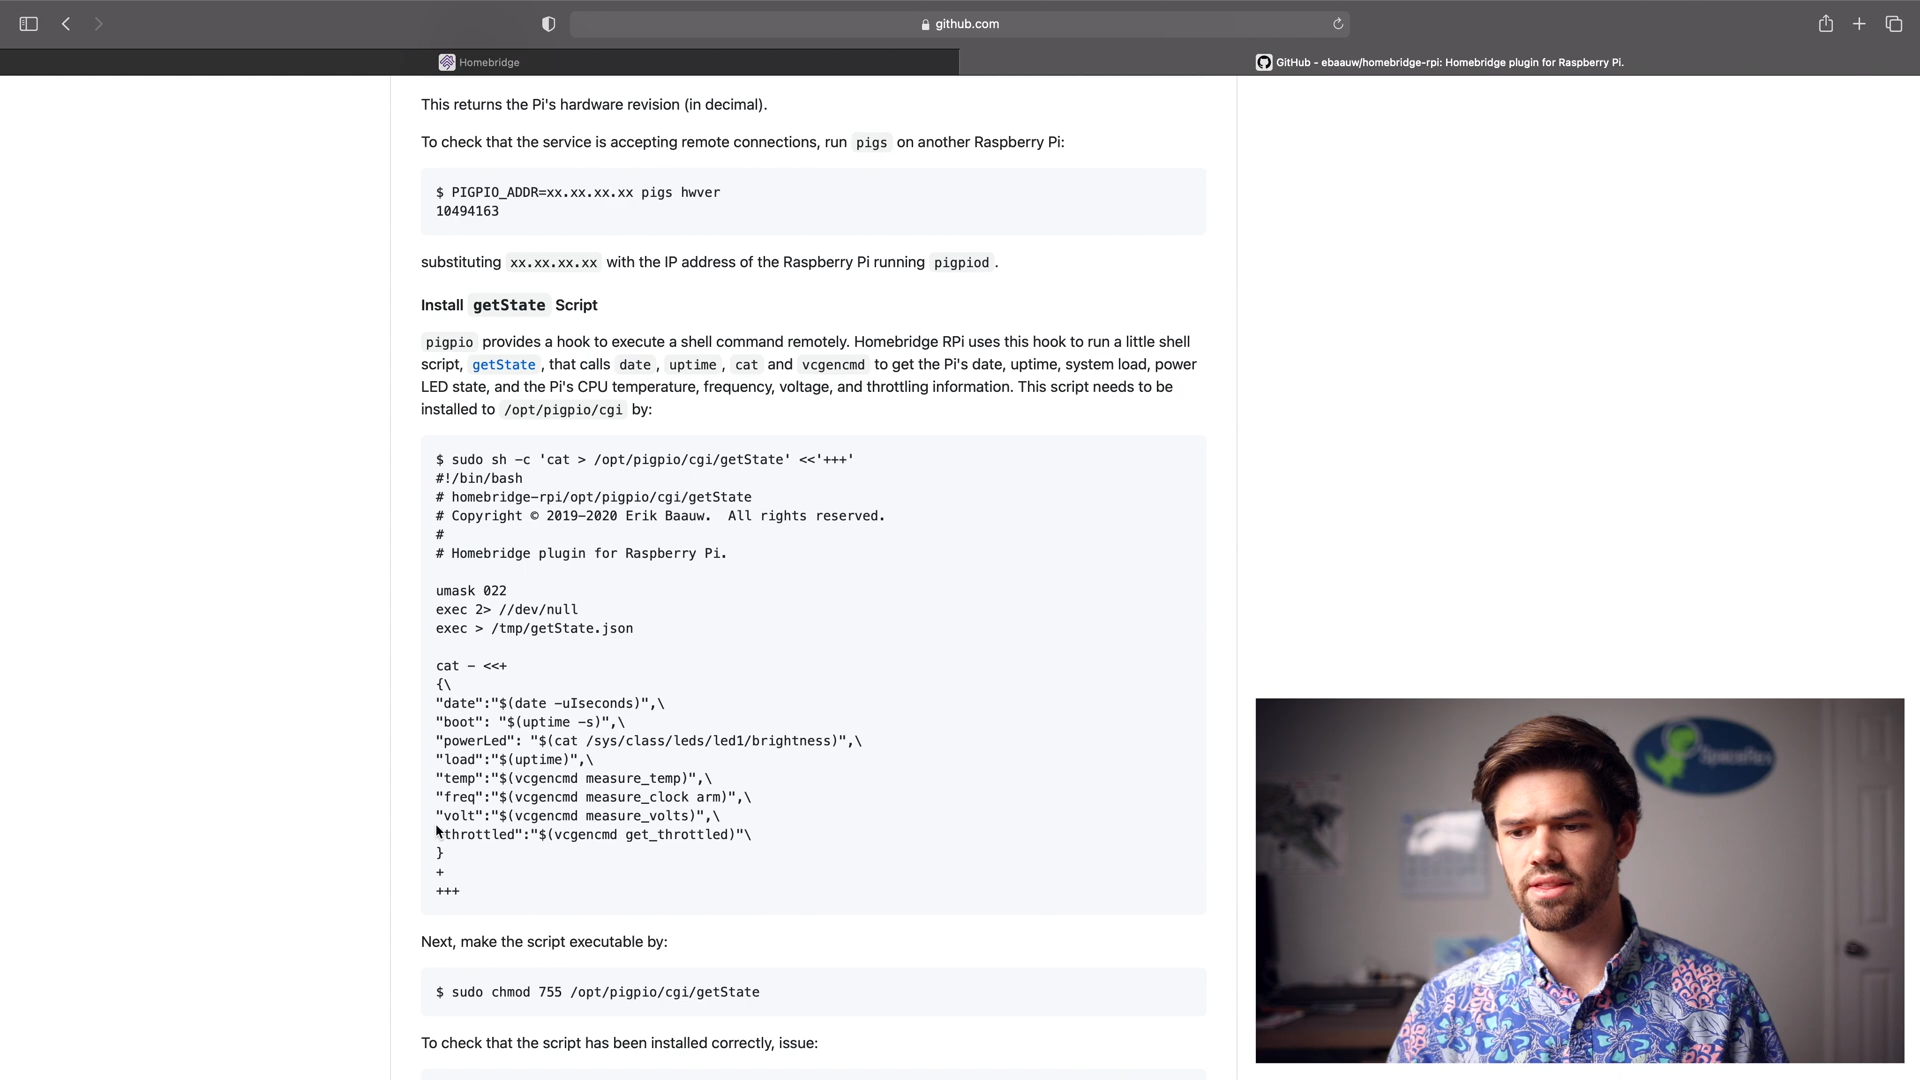 github.com
Homebridge
GitHub - ebaauw/homebridge-rpi: Homebridge plugin for Raspberry Pi.
This returns the Pi's hardware revision (in decimal).
To check that the service is accepting remote connections, run pigs on another Raspberry Pi:
$ PIGPIO_ADDR=xx.xx.xx.xx pigs hwver
10494163
substituting xx.xx.xx.xx with the IP address of the Raspberry Pi running pigpiod .
Install getState Script
pigpio provides a hook to execute a shell command remotely. Homebridge RPi uses this hook to run a little shell
script, getState , that calls date , uptime , cat and vcgencmd to get the Pi's date, uptime, system load, power
LED state, and the Pi's CPU temperature, frequency, voltage, and throttling information. This script needs to be
installed to /opt/pigpio/cgi by:
$ sudo sh -c 'cat > /opt/pigpio/cgi/getState' <<'+++'
#!/bin/bash
# homebridge-rpi/opt/pigpio/cgi/getState
# Copyright © 2019-2020 Erik Baauw.  All rights reserved.
#
# Homebridge plugin for Raspberry Pi.
umask 022
exec 2> //dev/null
exec > /tmp/getState.json
cat - <<+
{\
"date":"$(date -uIseconds)",\
"boot": "$(uptime -s)",\
"powerLed": "$(cat /sys/class/leds/led1/brightness)",\
"load":"$(uptime)",\
"temp":"$(vcgencmd measure_temp)",\
"freq":"$(vcgencmd measure_clock arm)",\
"volt":"$(vcgencmd measure_volts)",\
"throttled":"$(vcgencmd get_throttled)"\
}
+
+++
Next, make the script executable by:
$ sudo chmod 755 /opt/pigpio/cgi/getState
To check that the script has been installed correctly, issue: